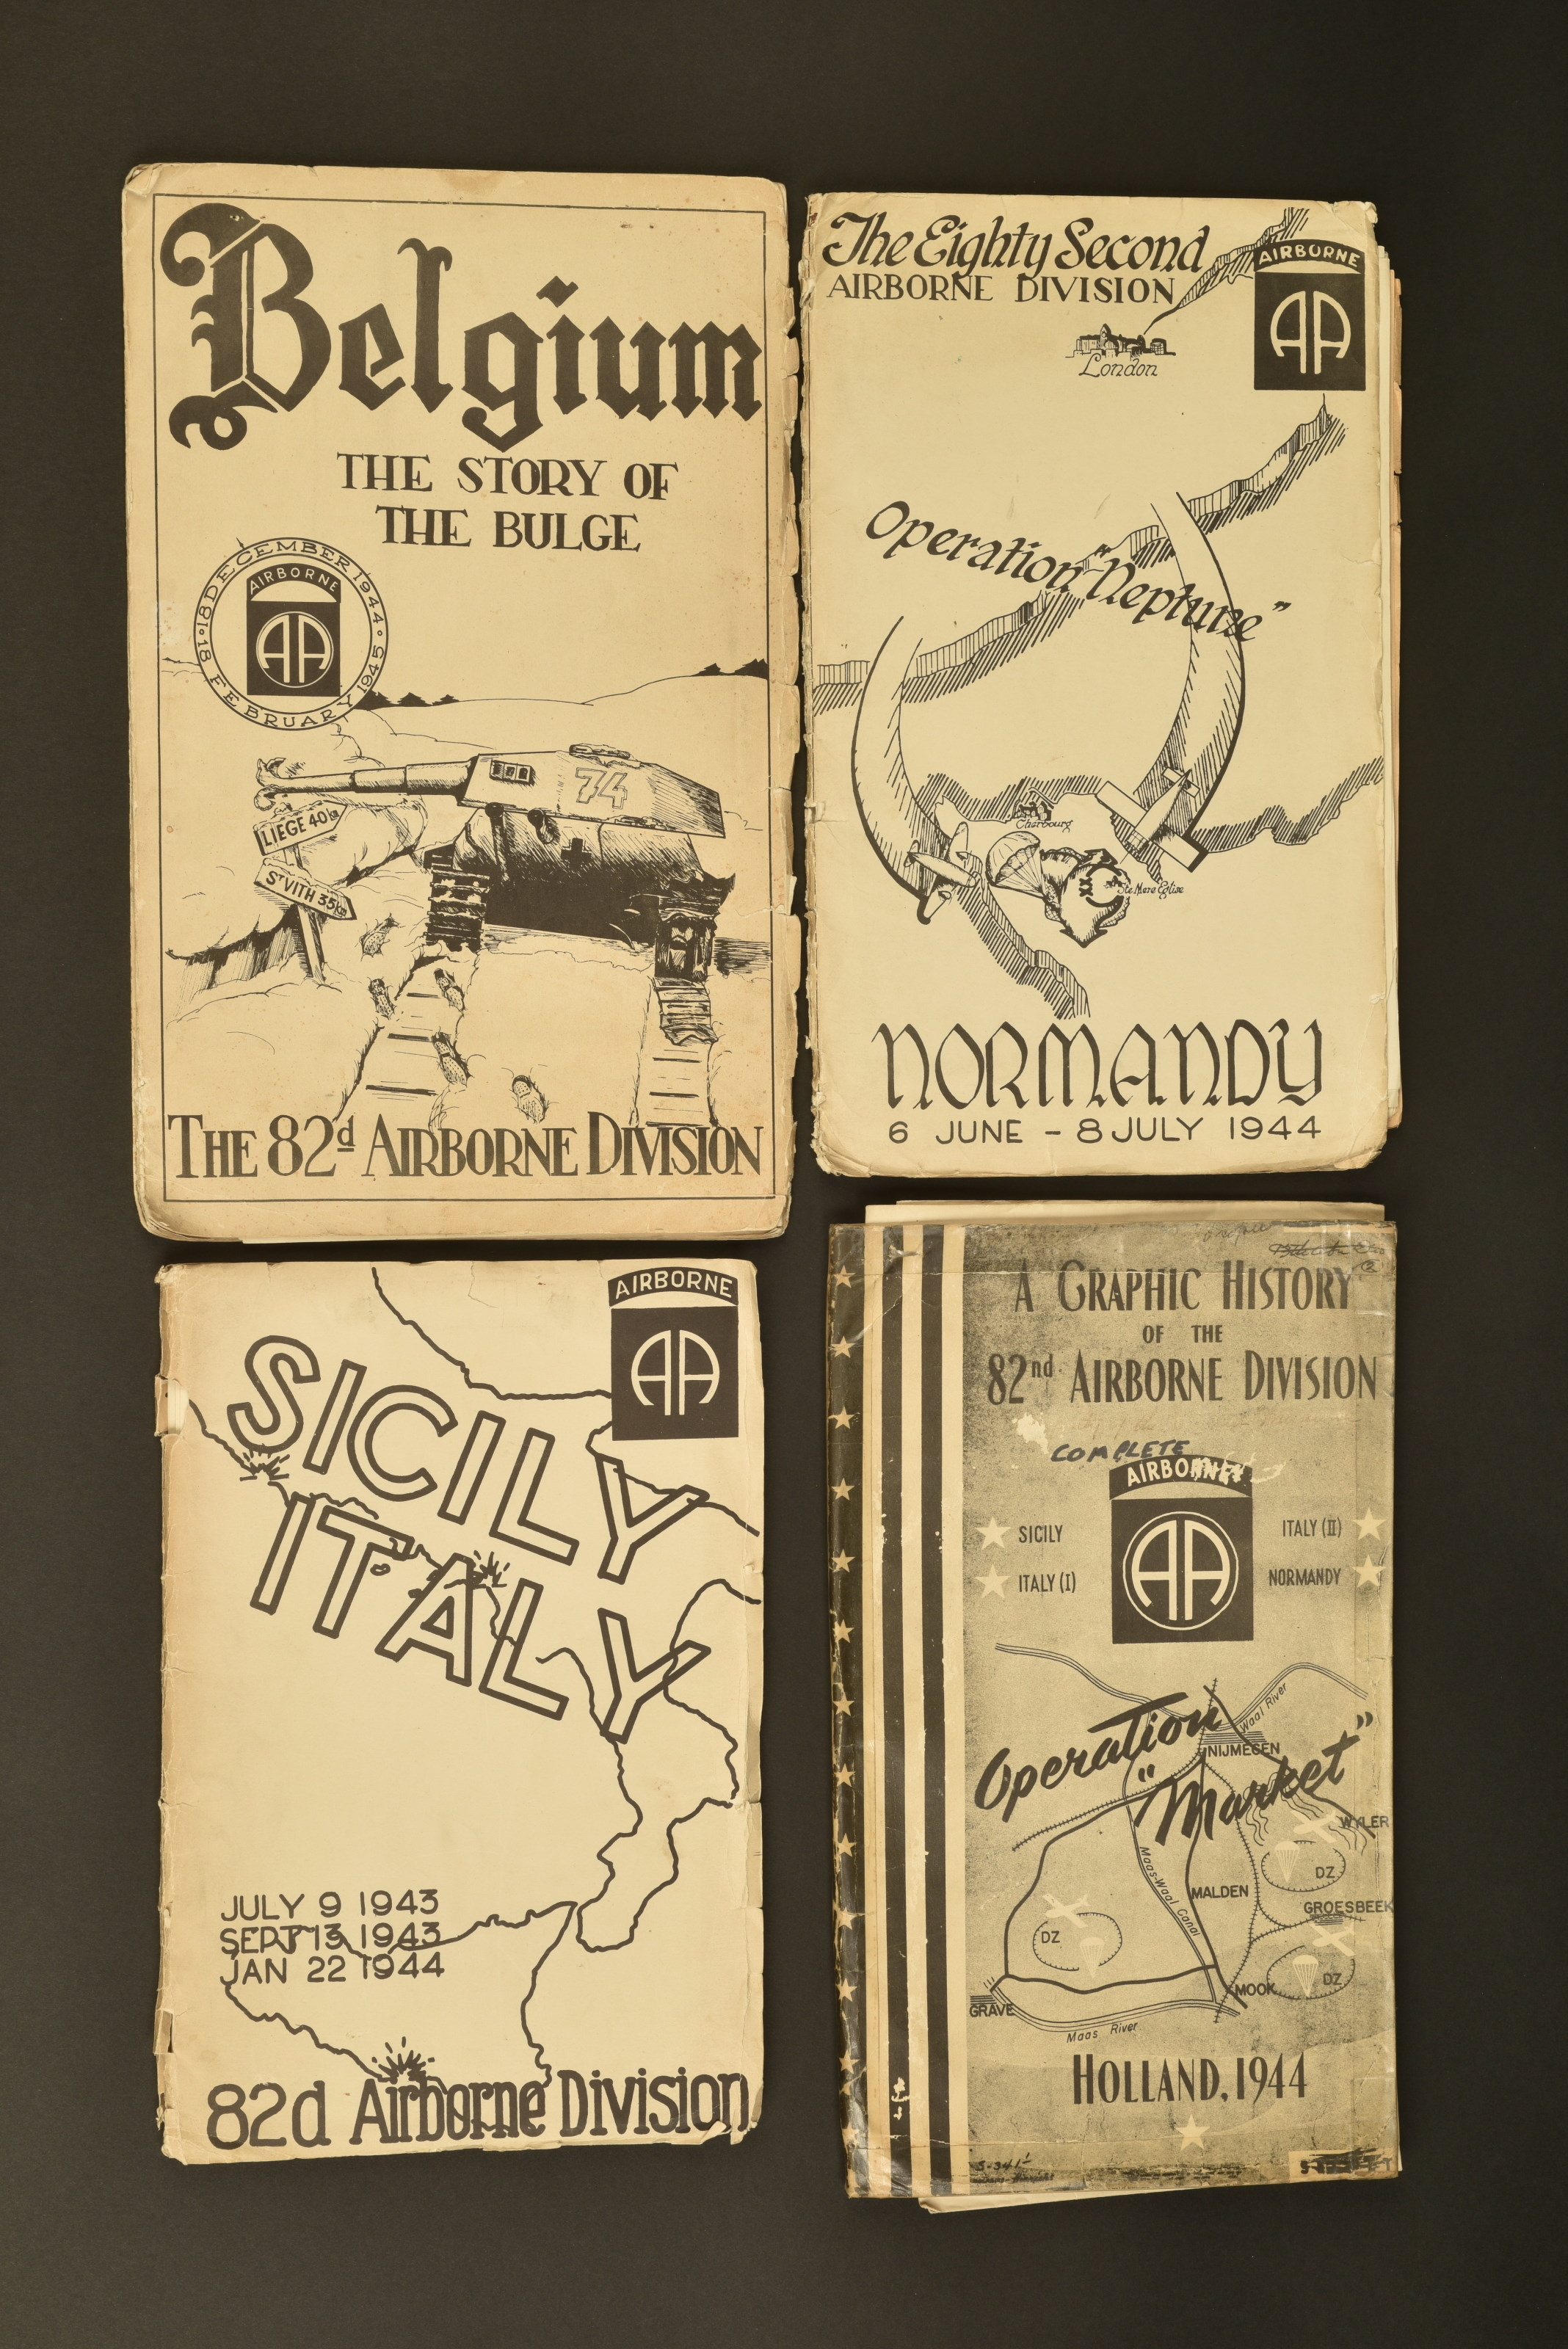 Belgium
THE STORY OF
THE BULGE
18 DECEMBER 1944
18 FEBRUARY 1945
AIRBORNE
AA
74
LIEGE 40km
ST VITH 35km
THE 82d AIRBORNE DIVISION
The Eighty Second
AIRBORNE DIVISION
AIRBORNE
AA
London
Operation "Neptune"
Cherbourg
Ste Mere Eglise
NORMANDY
6 JUNE - 8 JULY 1944
AIRBORNE
AA
SICILY
ITALY
JULY 9 1943
SEPT 13 1943
JAN 22 1944
82d Airborne Division
A GRAPHIC HISTORY
OF THE
82nd AIRBORNE DIVISION
COMPLETE
AIRBORNE
AA
SICILY
ITALY (I)
ITALY (II)
NORMANDY
Operation
"Market"
Waal River
NIJMEGEN
WYLER
DZ
Maas-Waal Canal
MALDEN
GROESBEEK
DZ
DZ
MOOK
GRAVE
Maas River
HOLLAND, 1944